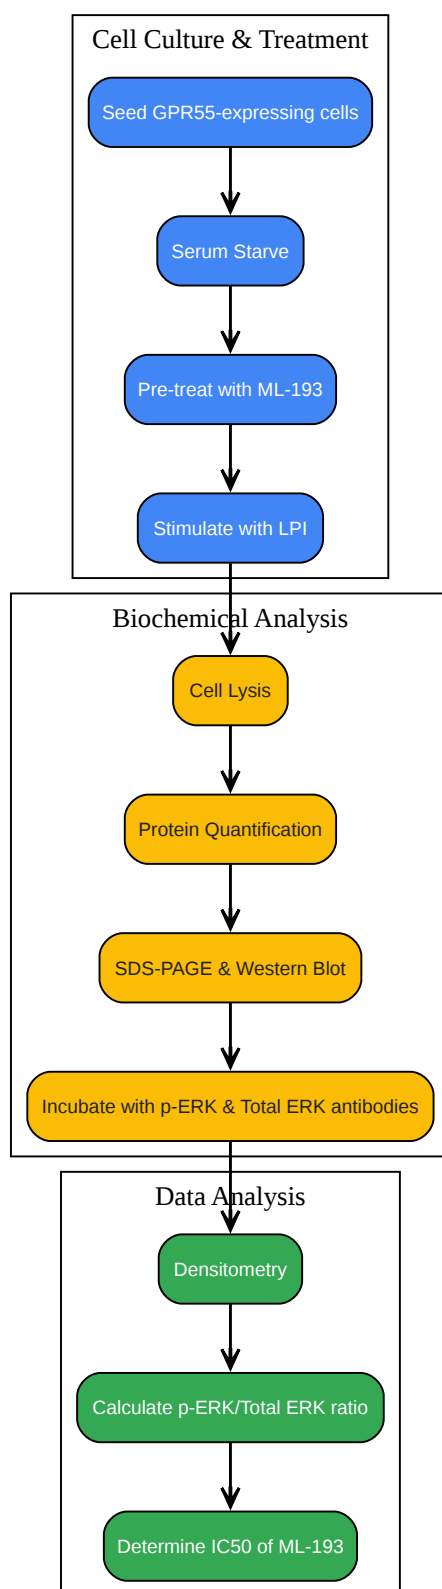 Cell Culture & Treatment
Seed GPR55-expressing cells
Serum Starve
Pre-treat with ML-193
Stimulate with LPI
Biochemical Analysis
Cell Lysis
Protein Quantification
SDS-PAGE & Western Blot
Incubate with p-ERK & Total ERK antibodies
Data Analysis
Densitometry
Calculate p-ERK/Total ERK ratio
Determine IC50 of ML-193